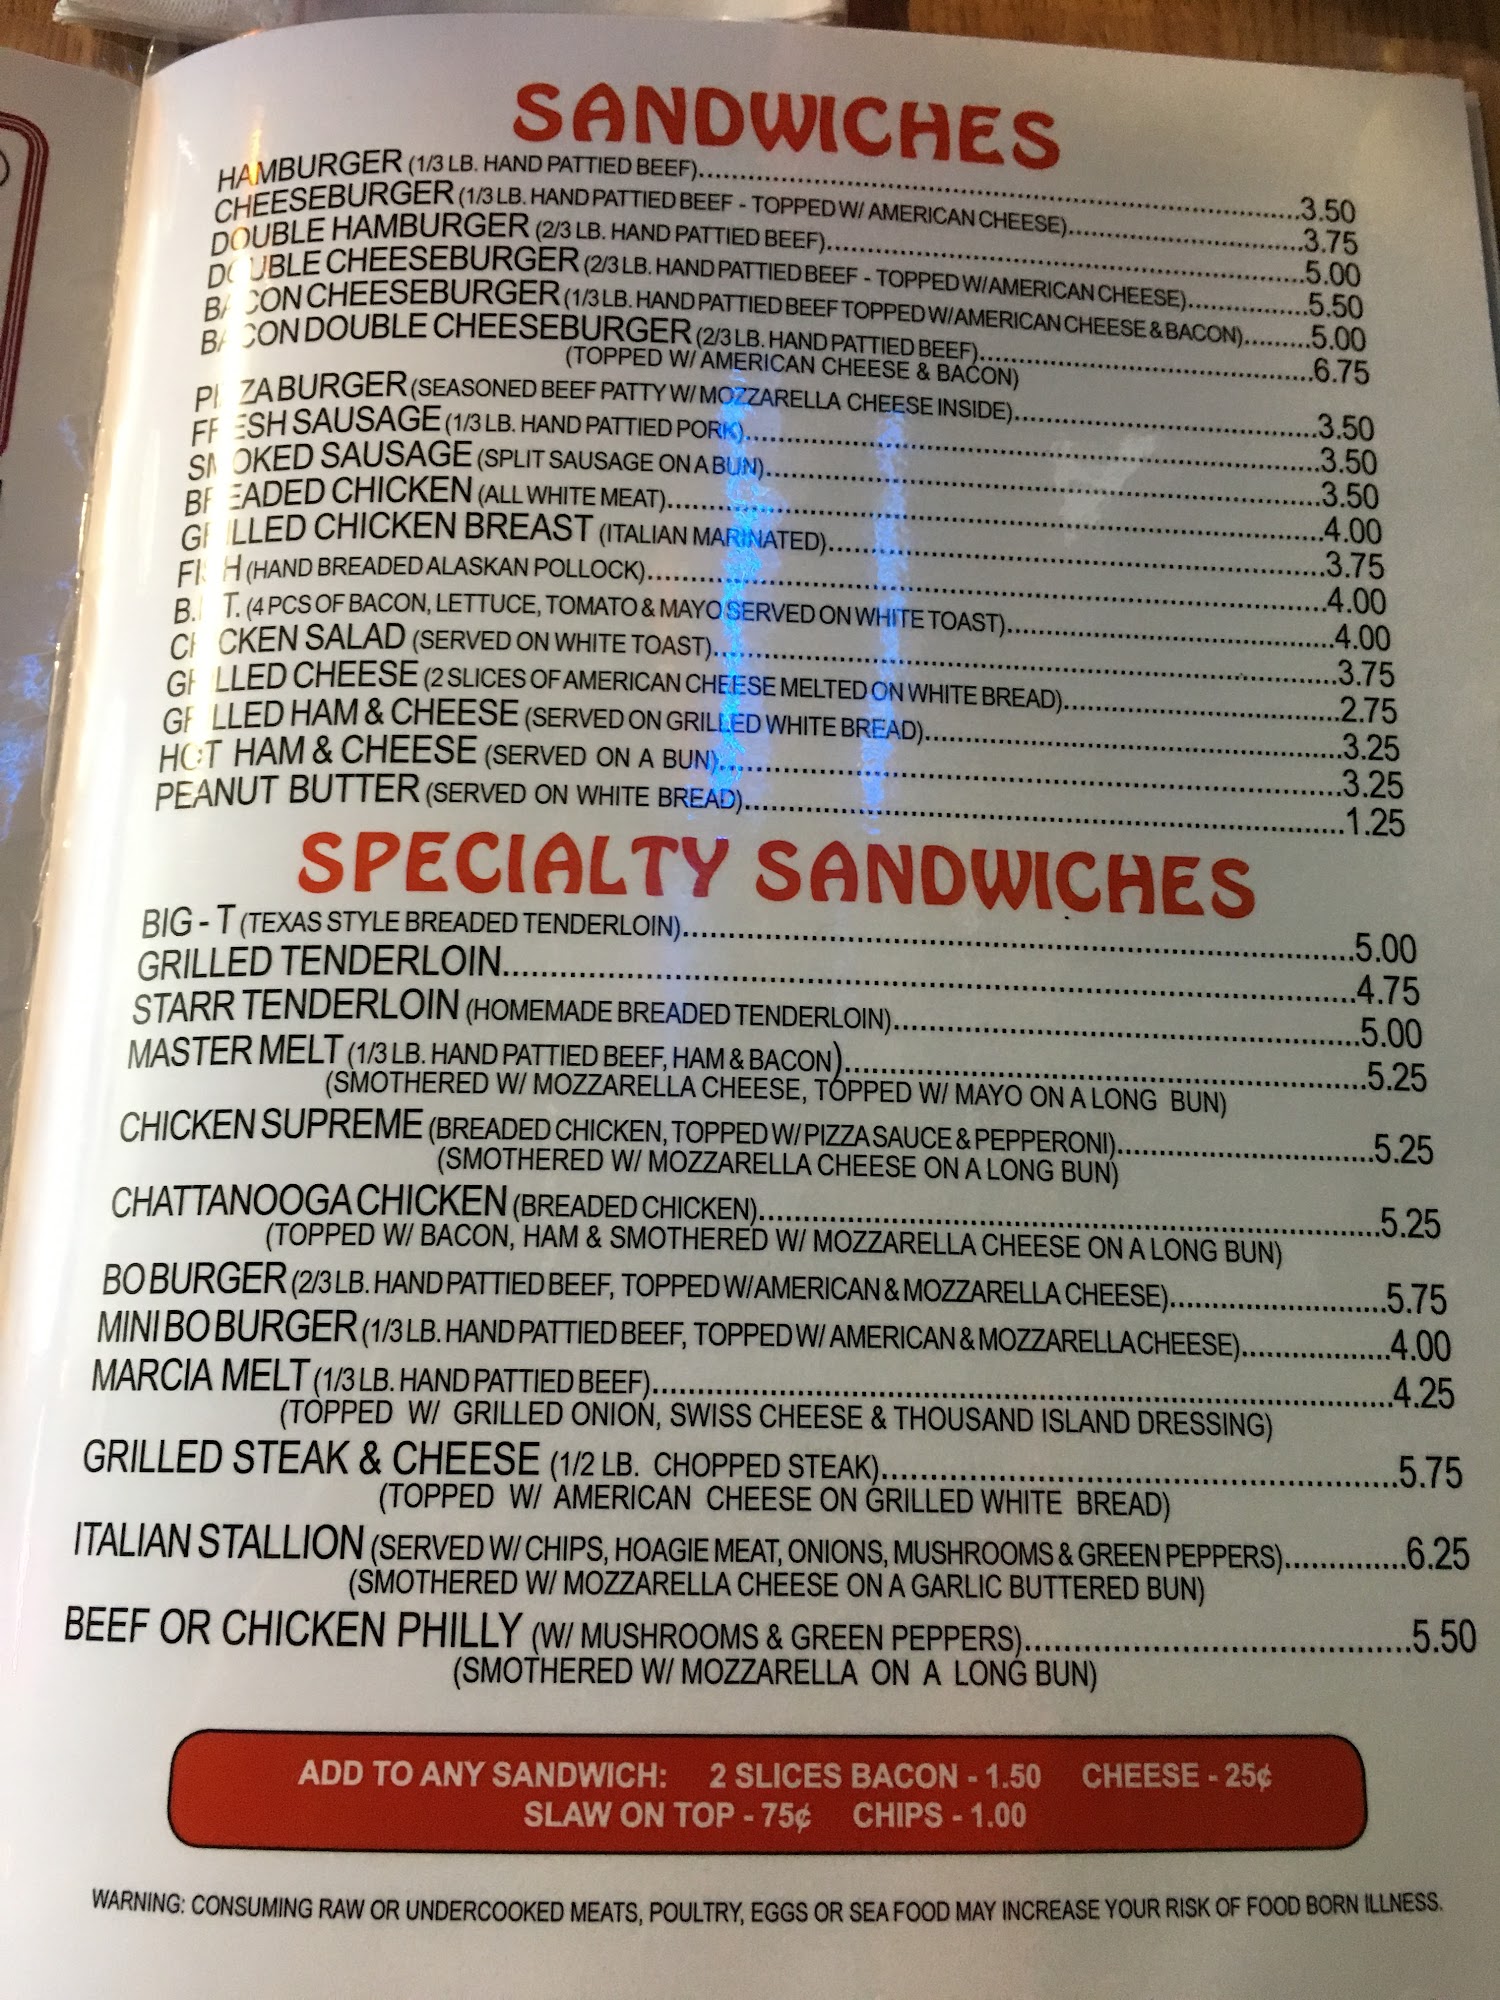 SANDWICHES
HAMBURGER (1/3 LB. HAND PATTIED BEEF)..........3.50
CHEESEBURGER (1/3 LB. HAND PATTIED BEEF - TOPPED W/ AMERICAN CHEESE)..........3.75
DOUBLE HAMBURGER (2/3 LB. HAND PATTIED BEEF)..........5.00
DOUBLE CHEESEBURGER (2/3 LB. HAND PATTIED BEEF - TOPPED W/ AMERICAN CHEESE)..........5.50
BACON CHEESEBURGER (1/3 LB. HAND PATTIED BEEF TOPPED W/ AMERICAN CHEESE & BACON)..........5.00
BACON DOUBLE CHEESEBURGER (2/3 LB. HAND PATTIED BEEF)..........6.75
(TOPPED W/ AMERICAN CHEESE & BACON)
PIZZA BURGER (SEASONED BEEF PATTY W/ MOZZARELLA CHEESE INSIDE)..........3.50
FRESH SAUSAGE (1/3 LB. HAND PATTIED PORK)..........3.50
SMOKED SAUSAGE (SPLIT SAUSAGE ON A BUN)..........3.50
BREADED CHICKEN (ALL WHITE MEAT)..........4.00
GRILLED CHICKEN BREAST (ITALIAN MARINATED)..........3.75
FISH (HAND BREADED ALASKAN POLLOCK)..........4.00
B.L.T. (4 PCS OF BACON, LETTUCE, TOMATO & MAYO SERVED ON WHITE TOAST)..........4.00
CHICKEN SALAD (SERVED ON WHITE TOAST)..........3.75
GRILLED CHEESE (2 SLICES OF AMERICAN CHEESE MELTED ON WHITE BREAD)..........2.75
GRILLED HAM & CHEESE (SERVED ON GRILLED WHITE BREAD)..........3.25
HOT HAM & CHEESE (SERVED ON A BUN)..........3.25
PEANUT BUTTER (SERVED ON WHITE BREAD)..........1.25
SPECIALTY SANDWICHES
BIG - T (TEXAS STYLE BREADED TENDERLOIN)..........5.00
GRILLED TENDERLOIN..........4.75
STARR TENDERLOIN (HOMEMADE BREADED TENDERLOIN)..........5.00
MASTER MELT (1/3 LB. HAND PATTIED BEEF, HAM & BACON)..........5.25
(SMOTHERED W/ MOZZARELLA CHEESE, TOPPED W/ MAYO ON A LONG BUN)
CHICKEN SUPREME (BREADED CHICKEN, TOPPED W/ PIZZA SAUCE & PEPPERONI)..........5.25
(SMOTHERED W/ MOZZARELLA CHEESE ON A LONG BUN)
CHATTANOOGA CHICKEN (BREADED CHICKEN)..........5.25
(TOPPED W/ BACON, HAM & SMOTHERED W/ MOZZARELLA CHEESE ON A LONG BUN)
BO BURGER (2/3 LB. HAND PATTIED BEEF, TOPPED W/ AMERICAN & MOZZARELLA CHEESE)..........5.75
MINI BO BURGER (1/3 LB. HAND PATTIED BEEF, TOPPED W/ AMERICAN & MOZZARELLA CHEESE)..........4.00
MARCIA MELT (1/3 LB. HAND PATTIED BEEF)..........4.25
(TOPPED W/ GRILLED ONION, SWISS CHEESE & THOUSAND ISLAND DRESSING)
GRILLED STEAK & CHEESE (1/2 LB. CHOPPED STEAK)..........5.75
(TOPPED W/ AMERICAN CHEESE ON GRILLED WHITE BREAD)
ITALIAN STALLION (SERVED W/ CHIPS, HOAGIE MEAT, ONIONS, MUSHROOMS & GREEN PEPPERS)..........6.25
(SMOTHERED W/ MOZZARELLA CHEESE ON A GARLIC BUTTERED BUN)
BEEF OR CHICKEN PHILLY (W/ MUSHROOMS & GREEN PEPPERS)..........5.50
(SMOTHERED W/ MOZZARELLA ON A LONG BUN)
ADD TO ANY SANDWICH: 2 SLICES BACON - 1.50 CHEESE - 25¢
SLAW ON TOP - 75¢ CHIPS - 1.00
WARNING: CONSUMING RAW OR UNDERCOOKED MEATS, POULTRY, EGGS OR SEA FOOD MAY INCREASE YOUR RISK OF FOOD BORN ILLNESS.